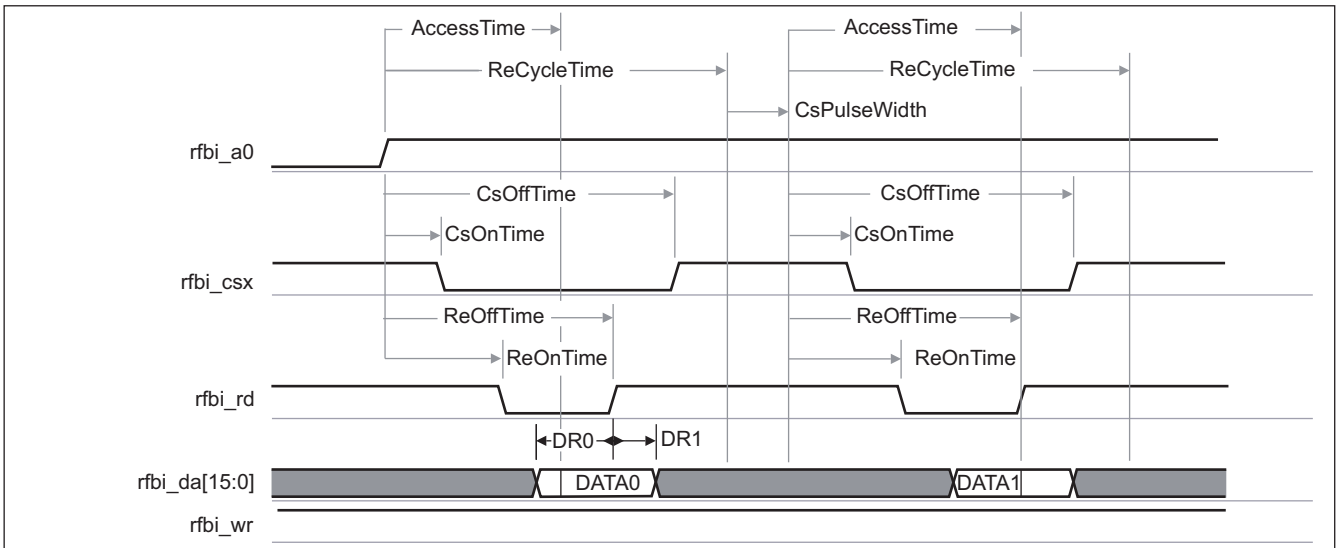 AccessTime AccessTime
ReCycleTime ReCycleTime
CsPulseWidth
rfbi_a0
CsOffTime CsOffTime
CsOnTime CsOnTime
rfbi_csx
ReOffTime ReOffTime
ReOnTime ReOnTime
rfbi_rd
DR0 DR1
rfbi_da[15:0] DATA0 DATA1
rfbi_wr